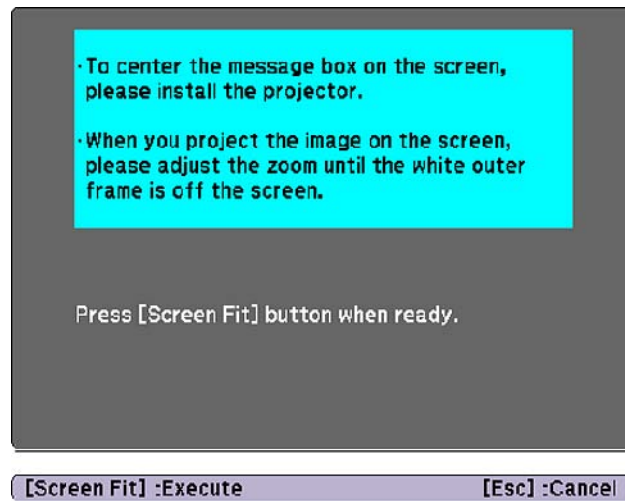 ·To center the message box on the screen,
please install the projector.
·When you project the image on the screen,
please adjust the zoom until the white outer
frame is off the screen.
Press [Screen Fit] button when ready.
[Screen Fit] :Execute [Esc] :Cancel